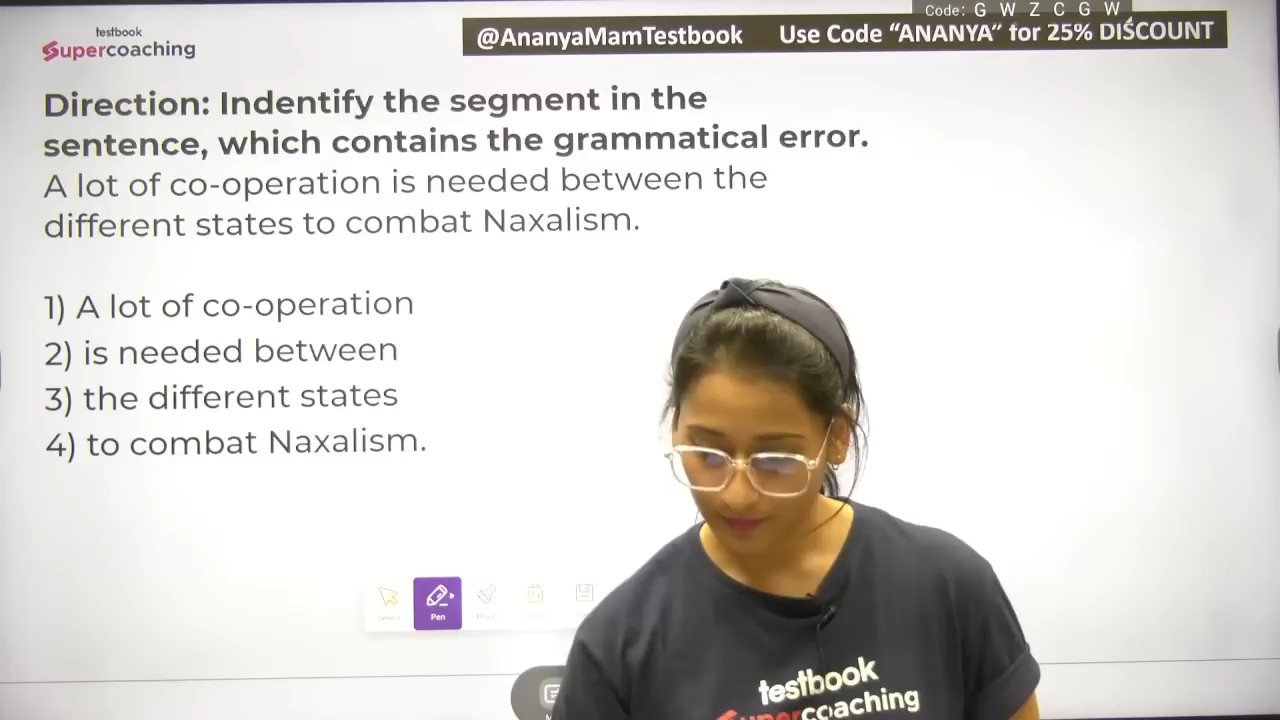 testbook
Supercoaching
Code: G W Z C G W
@AnanyaMamTestbook Use Code “ANANYA” for 25% DISCOUNT
Direction: Indentify the segment in the
sentence, which contains the grammatical error.
A lot of co-operation is needed between the
different states to combat Naxalism.
1) A lot of co-operation
2) is needed between
3) the different states
4) to combat Naxalism.
Select Pen
testbook
Supercoaching